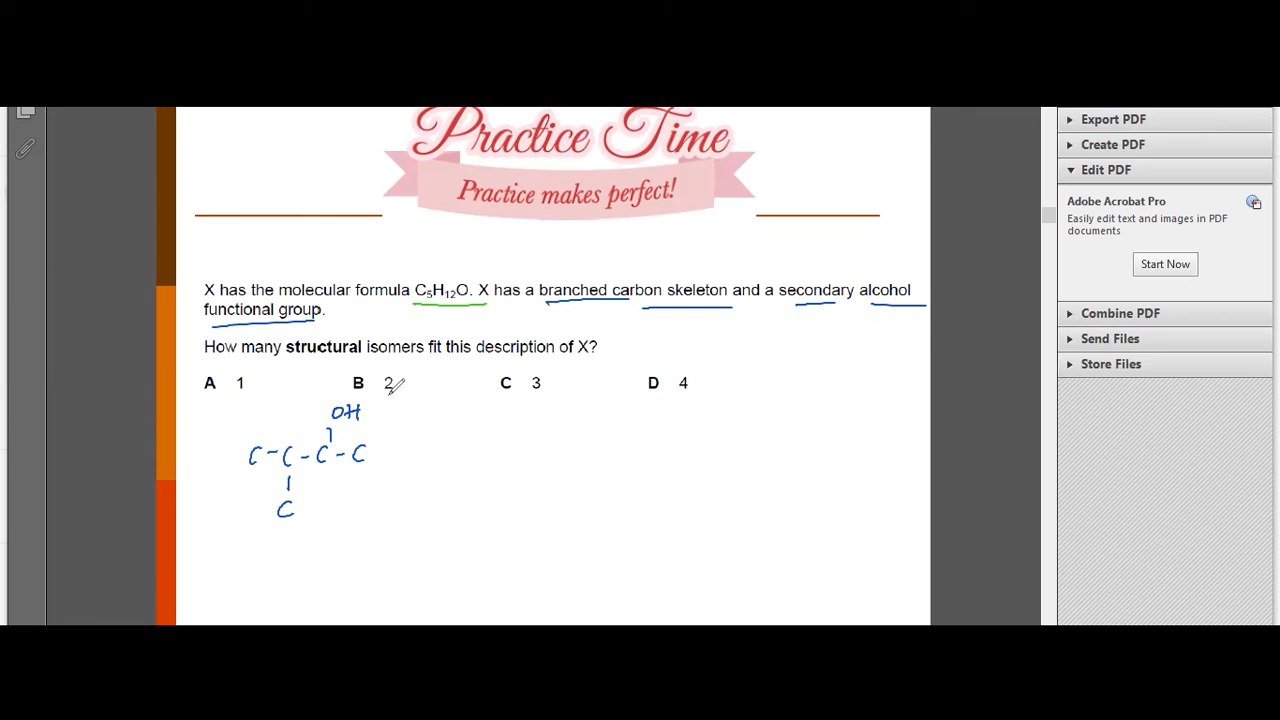 Practice Time
Practice makes perfect!
X has the molecular formula C₅H₁₂O. X has a branched carbon skeleton and a secondary alcohol
functional group.
How many structural isomers fit this description of X?
A 1 B 2 C 3 D 4
OH
C - C - C - C
C
Export PDF
Create PDF
Edit PDF
Adobe Acrobat Pro
Easily edit text and images in PDF
documents
Start Now
Combine PDF
Send Files
Store Files